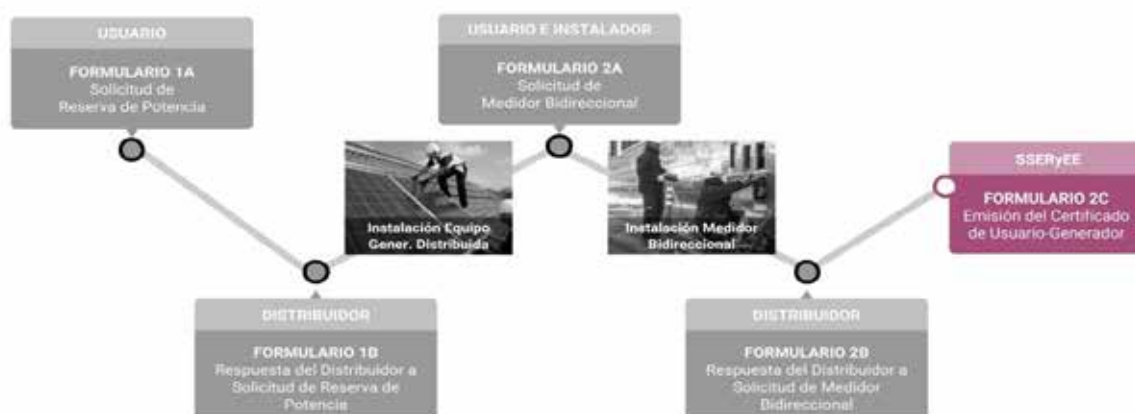 USUARIO
FORMULARIO 1A
Solicitud de
Reserva de Potencia
USUARIO E INSTALADOR
FORMULARIO 2A
Solicitud de
Medidor Bidireccional
Instalación Equipo
Gener. Distribuida
Instalación Medidor
Bidireccional
SSERyEE
FORMULARIO 2C
Emisión del Certificado
de Usuario-Generador
DISTRIBUIDOR
FORMULARIO 1B
Respuesta del Distribuidor a
Solicitud de Reserva de
Potencia
DISTRIBUIDOR
FORMULARIO 2B
Respuesta del Distribuidor a
Solicitud de Medidor
Bidireccional